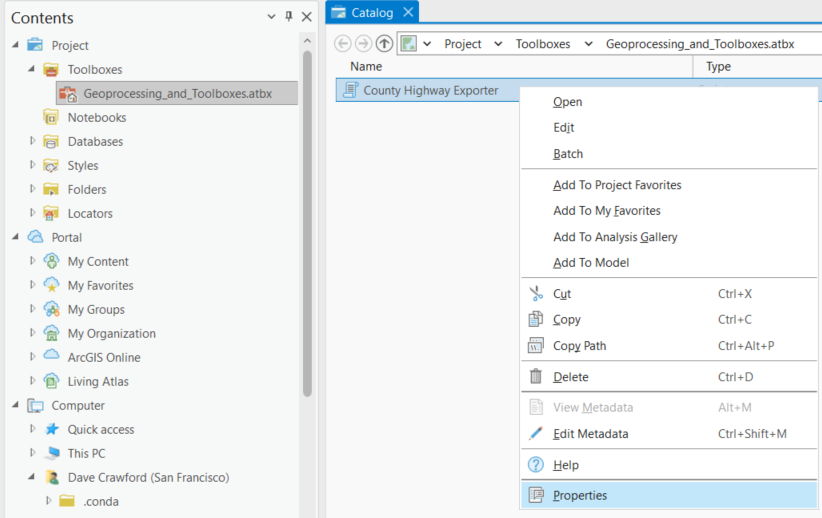 Contents
Project
Toolboxes
Geoprocessing_and_Toolboxes.atbx
Notebooks
Databases
Styles
Folders
Locators
Portal
My Content
My Favorites
My Groups
My Organization
ArcGIS Online
Living Atlas
Computer
Quick access
This PC
Dave Crawford (San Francisco)
.conda
Catalog
Project Toolboxes Geoprocessing_and_Toolboxes.atbx
Name Type
County Highway Exporter
Open
Edit
Batch
Add To Project Favorites
Add To My Favorites
Add To Analysis Gallery
Add To Model
Cut Ctrl+X
Copy Ctrl+C
Copy Path Ctrl+Alt+P
Delete Ctrl+D
View Metadata Alt+M
Edit Metadata Ctrl+Shift+M
Help
Properties